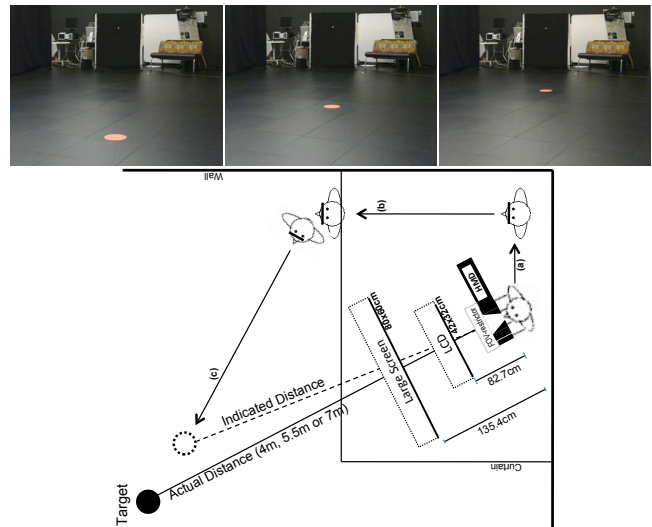 Wall
(b)
(a)
HMD
FOV-restrictor
80x60cm
42x32cm
LCD
Large Screen
(c)
82.7cm
Indicated Distance
135.4cm
Actual Distance (4m, 5.5m or 7m)
Curtain
Target